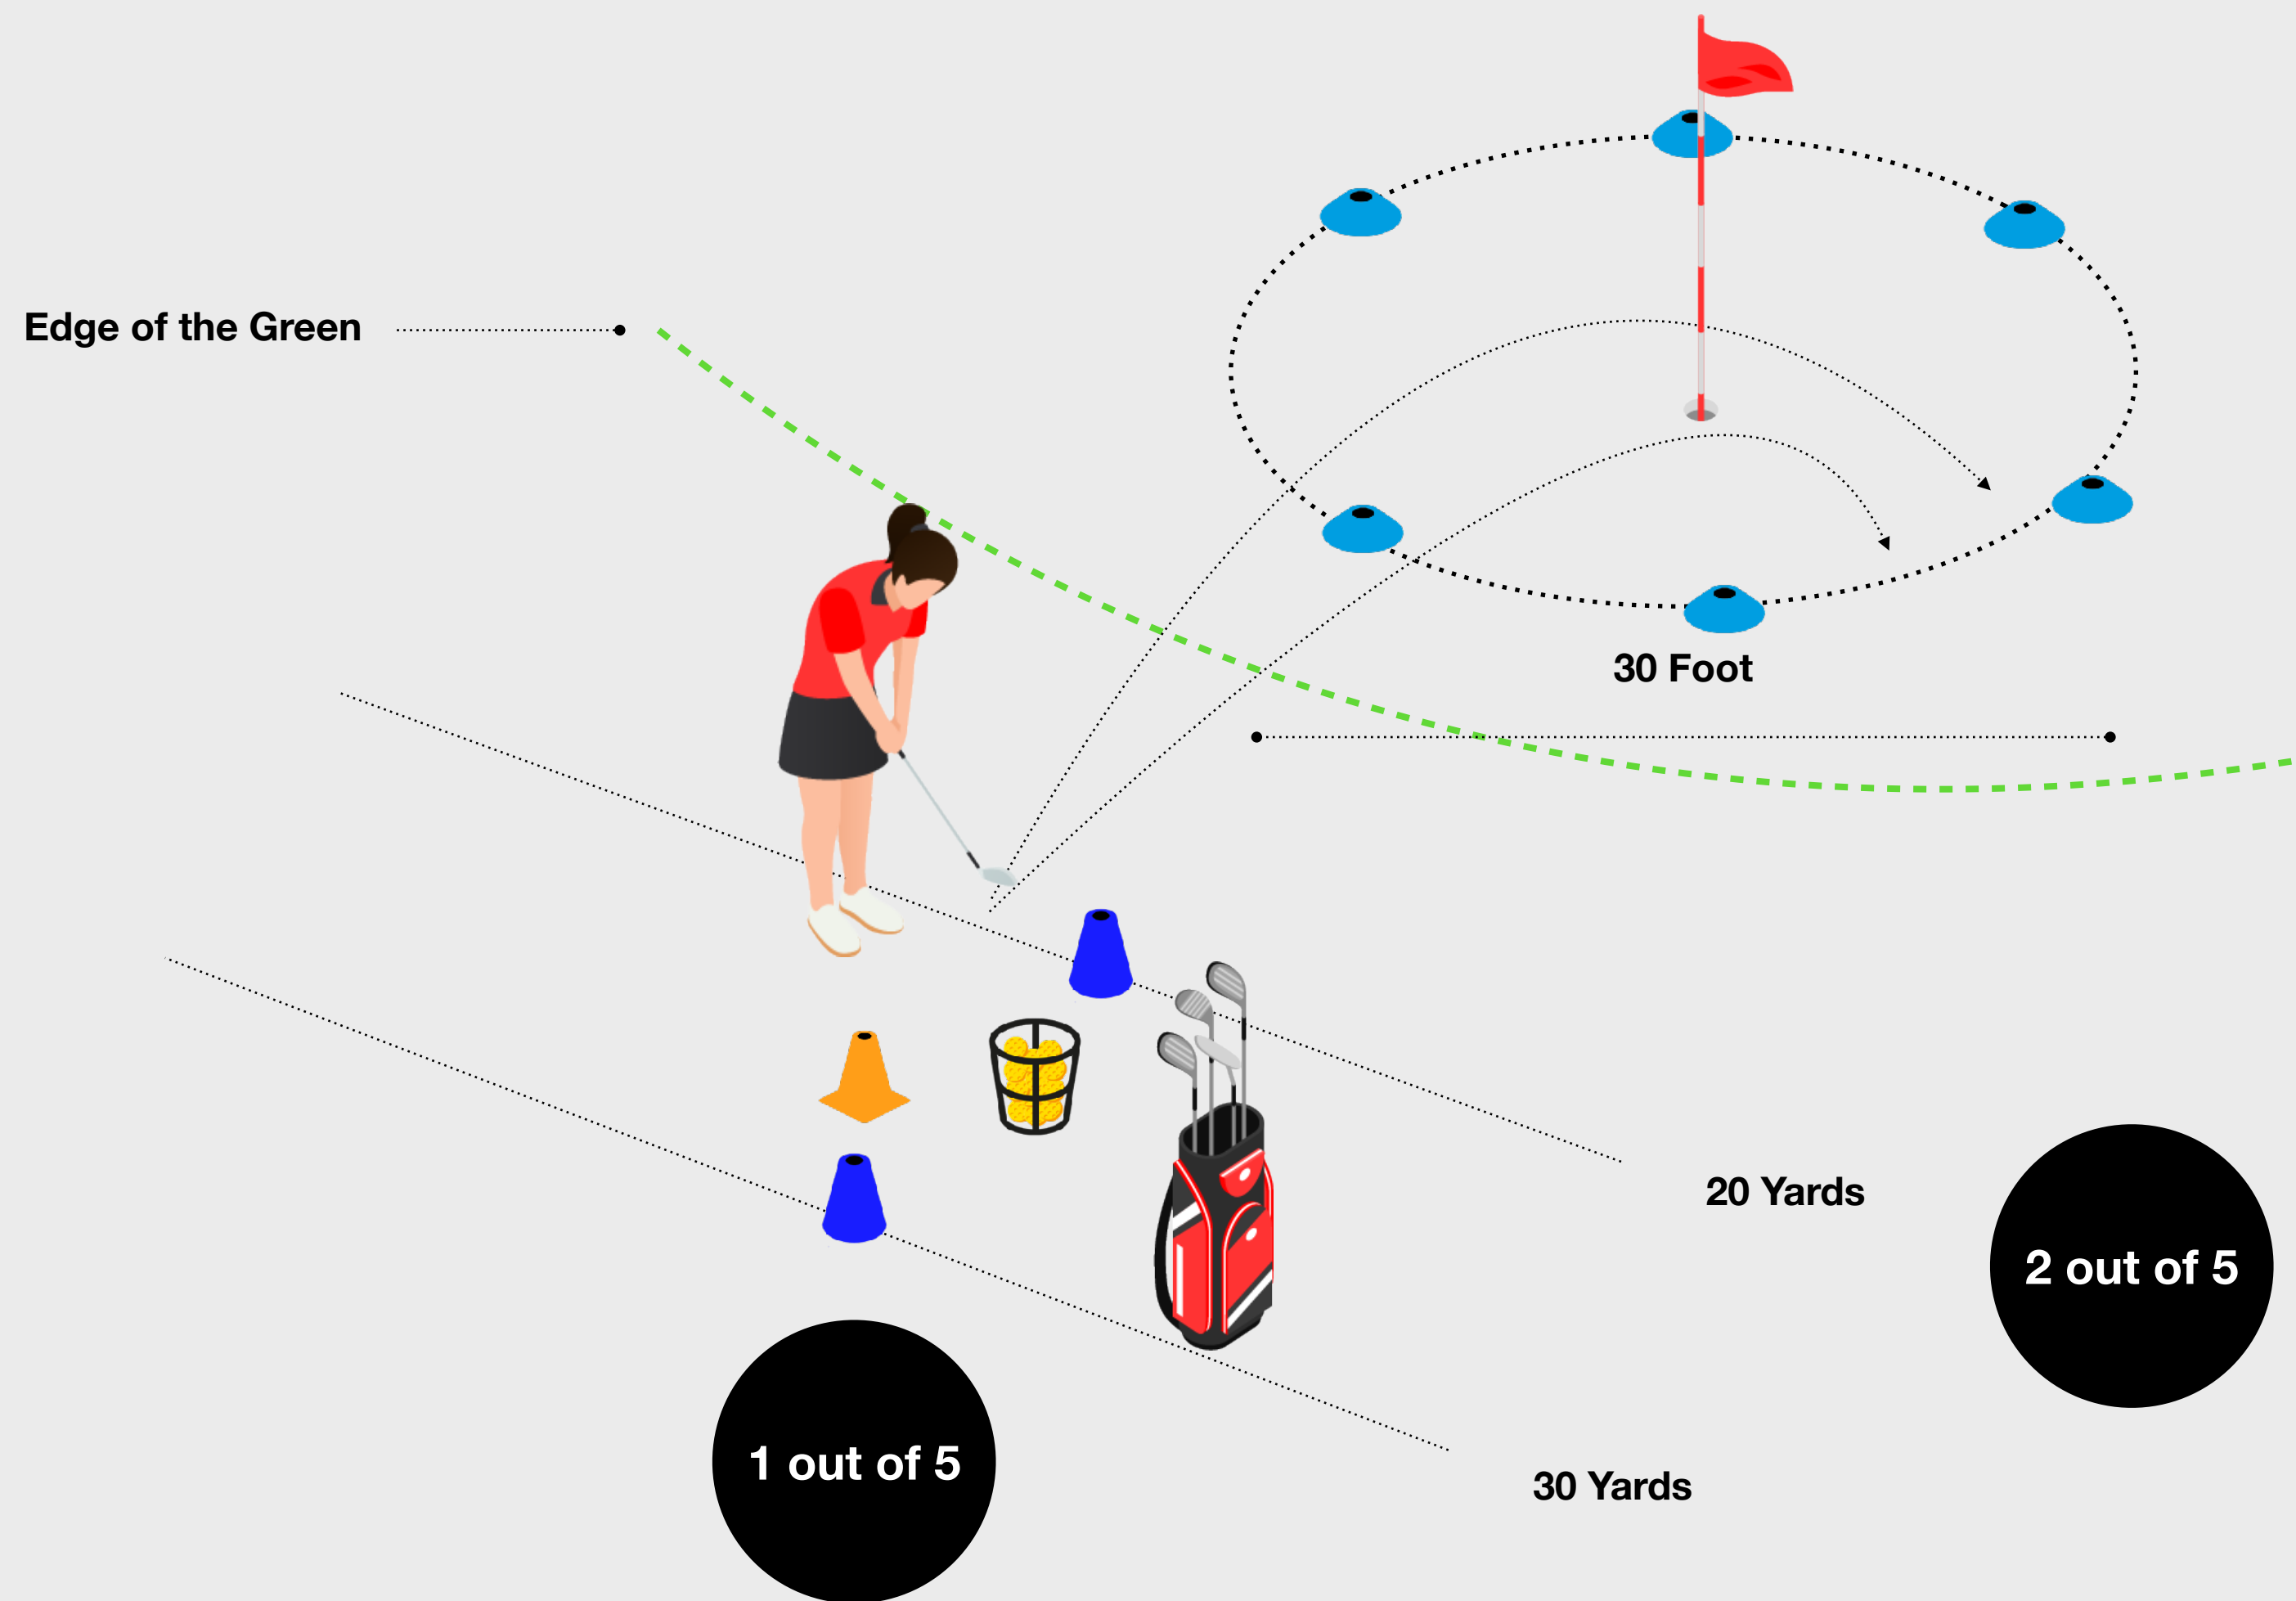 Edge of the Green
30 Foot
20 Yards
2 out of 5
1 out of 5
30 Yards